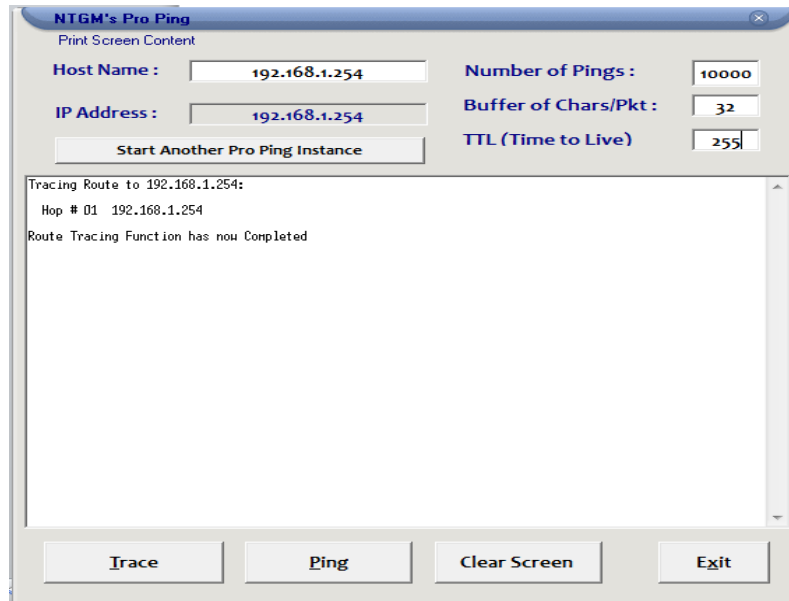 NTGM's Pro Ping
Print Screen Content
Host Name : 192.168.1.254
Number of Pings : 10000
IP Address : 192.168.1.254
Buffer of Chars/Pkt : 32
Start Another Pro Ping Instance
TTL (Time to Live) 255
Tracing Route to 192.168.1.254:
Hop # 01 192.168.1.254
Route Tracing Function has now Completed
Trace
Ping
Clear Screen
Exit